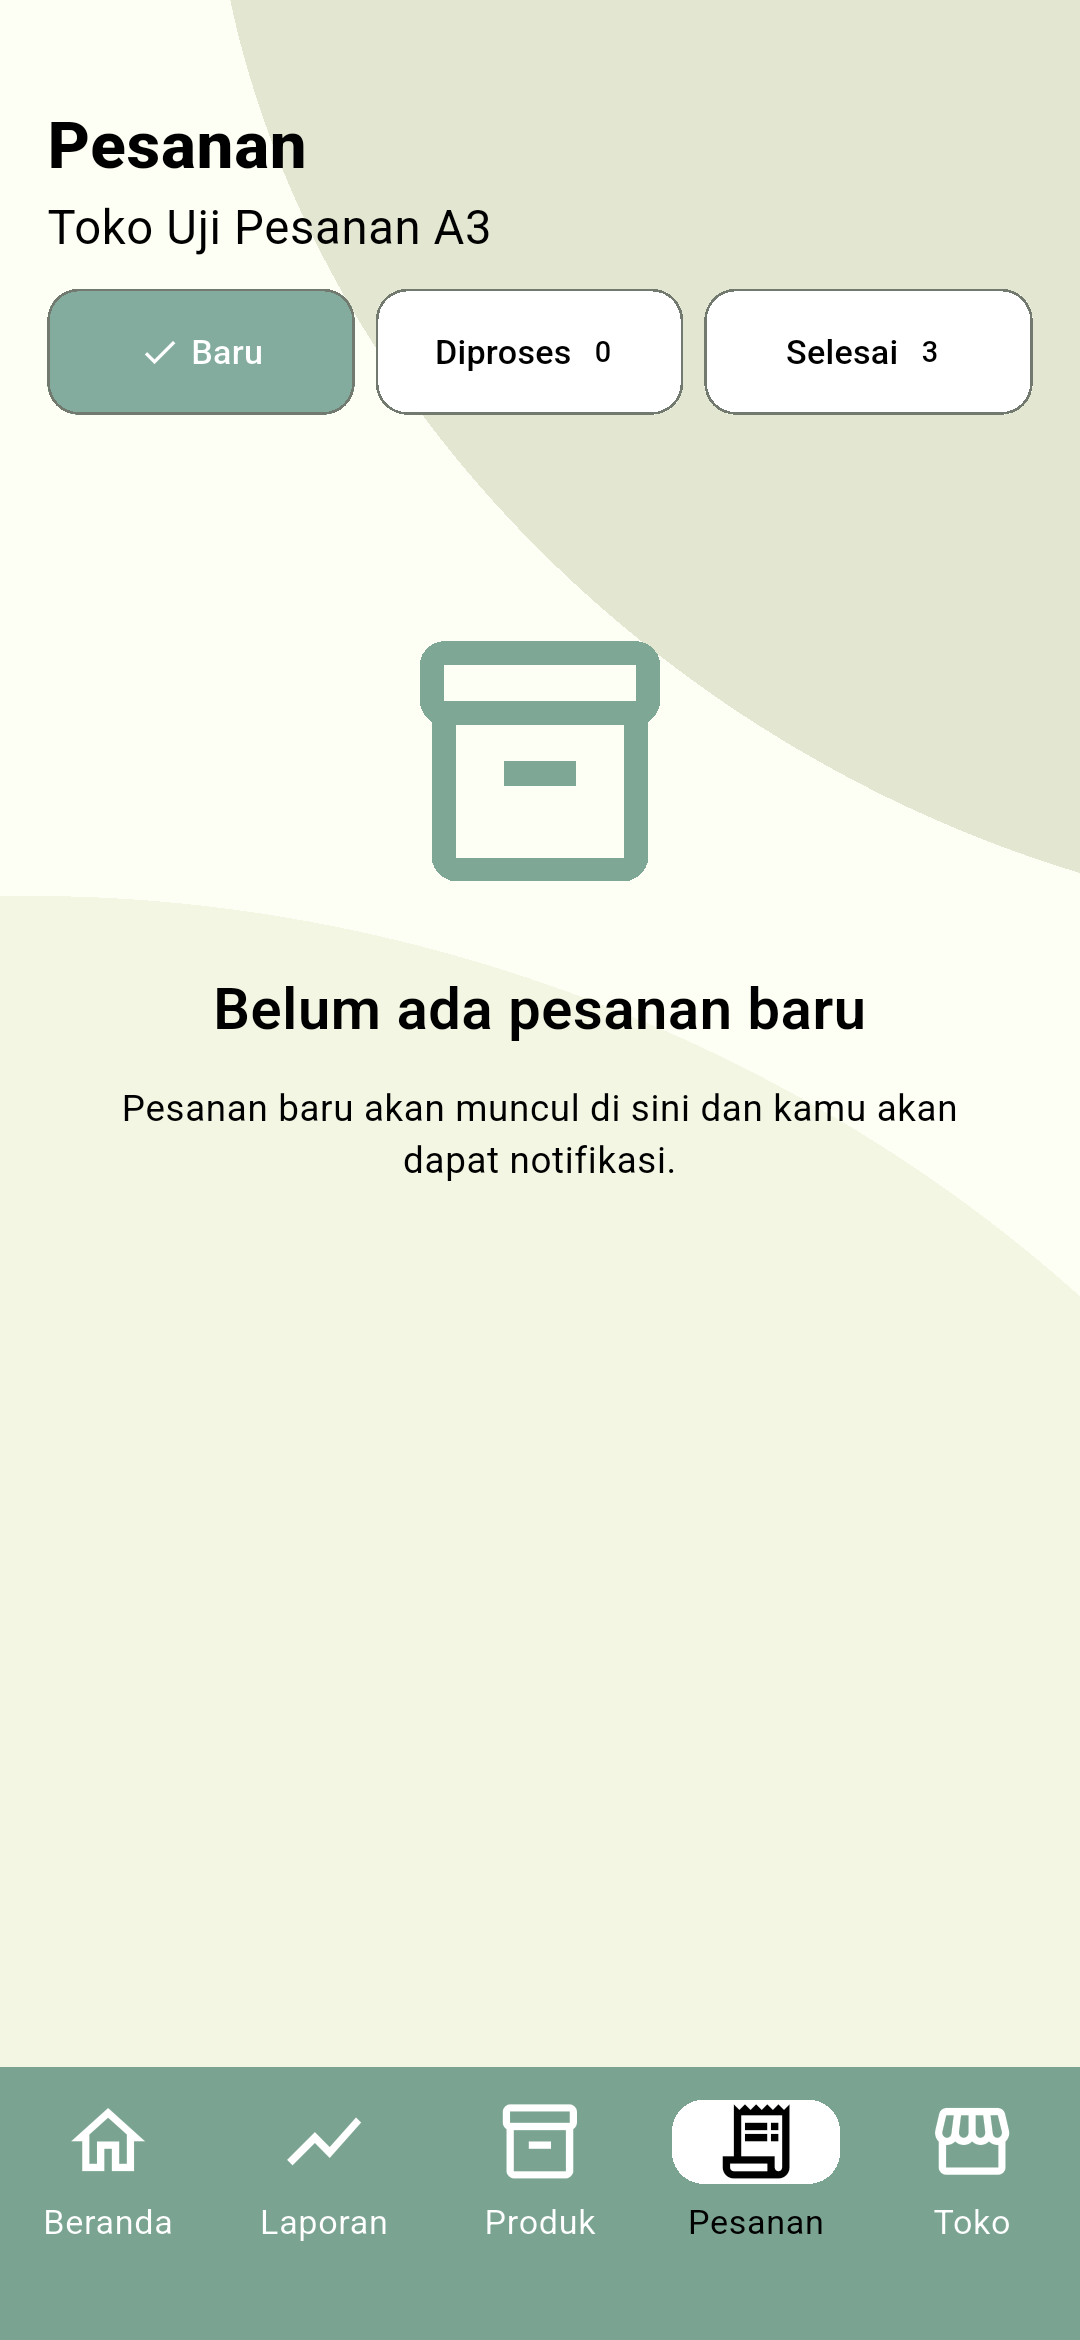 Pesanan
Toko Uji Pesanan A3
Baru
Diproses 0
Selesai 3
Belum ada pesanan baru
Pesanan baru akan muncul di sini dan kamu akan
dapat notifikasi.
Beranda
Laporan
Produk
Pesanan
Toko